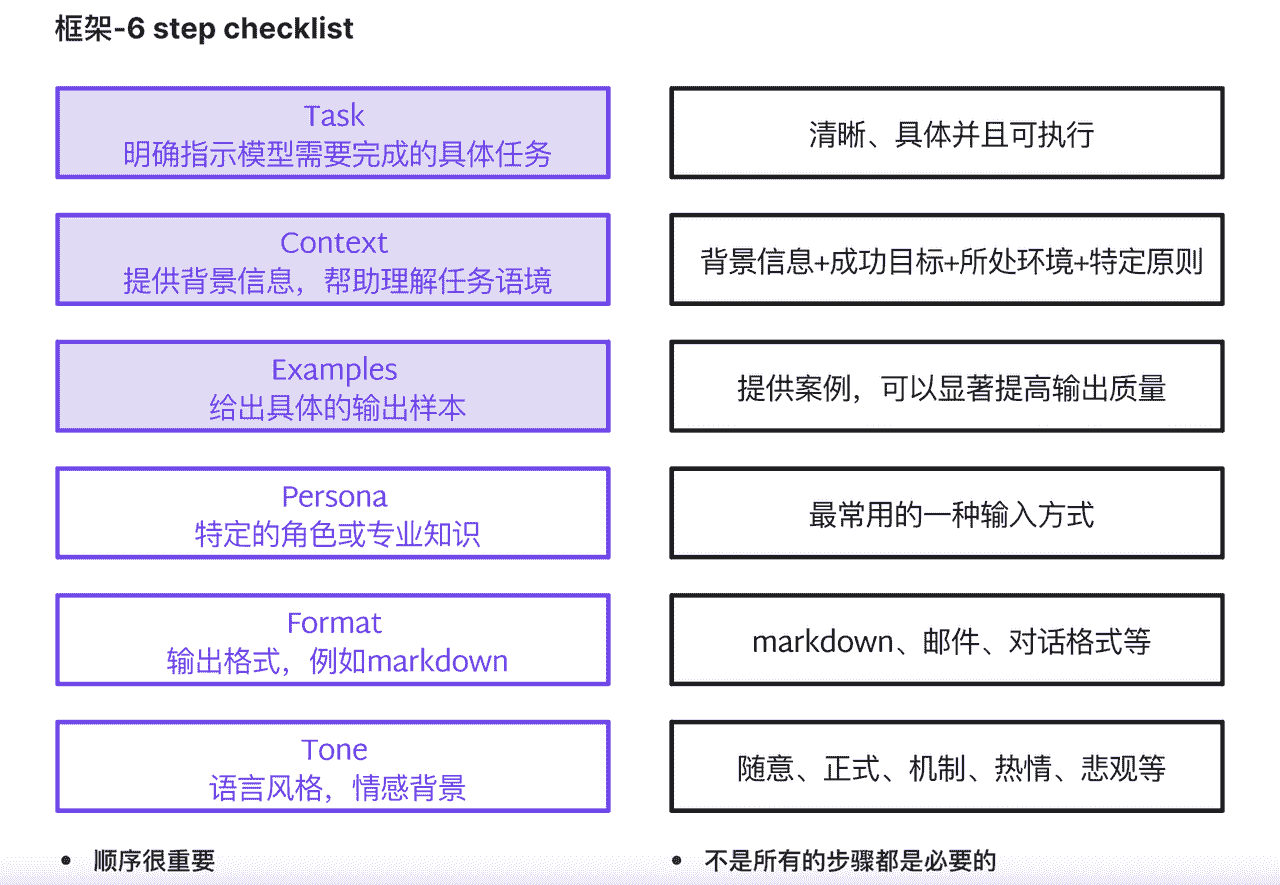 框架-6 step checklist
Task
明确指示模型需要完成的具体任务
清晰、具体并且可执行
Context
提供背景信息，帮助理解任务语境
背景信息+成功目标+所处环境+特定原则
Examples
给出具体的输出样本
提供案例，可以显著提高输出质量
Persona
特定的角色或专业知识
最常用的一种输入方式
Format
输出格式，例如markdown
markdown、邮件、对话格式等
Tone
语言风格，情感背景
随意、正式、机制、热情、悲观等
• 顺序很重要
• 不是所有的步骤都是必要的